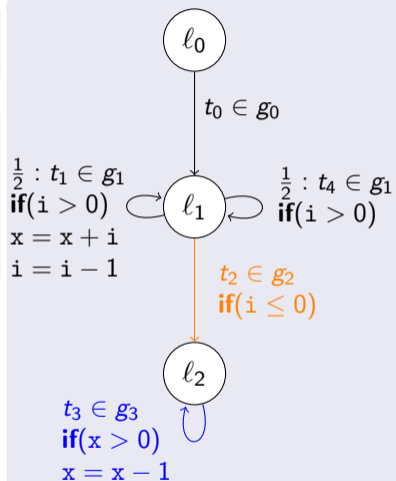 ℓ₀
t₀ ∈ g₀
½ : t₁ ∈ g₁
if(i > 0)
x = x + i
i = i − 1
ℓ₁
½ : t₄ ∈ g₁
if(i > 0)
t₂ ∈ g₂
if(i ≤ 0)
ℓ₂
t₃ ∈ g₃
if(x > 0)
x = x − 1